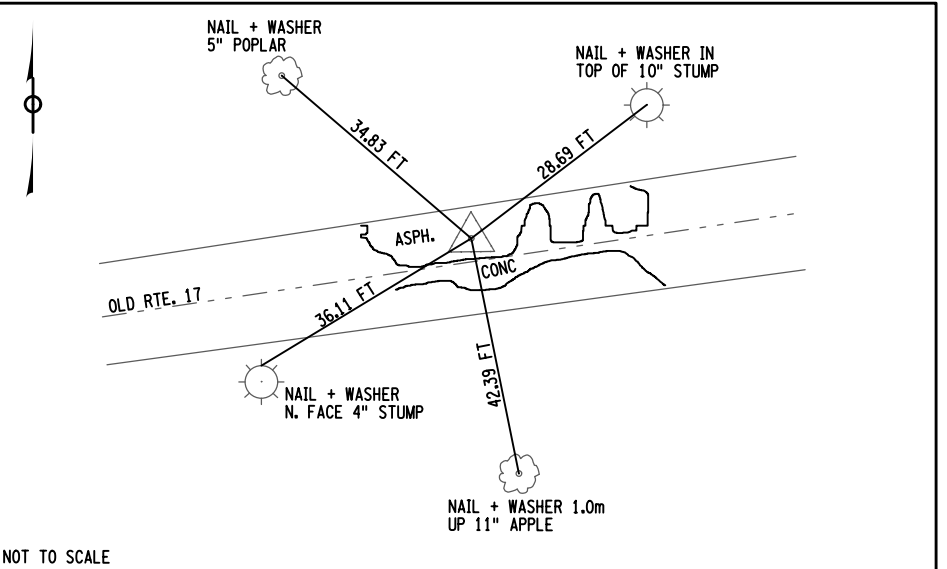 NAIL + WASHER
5" POPLAR
NAIL + WASHER IN
TOP OF 10" STUMP
34.83 FT
28.69 FT
ASPH.
CONC
OLD RTE. 17
36.11 FT
42.39 FT
NAIL + WASHER
N. FACE 4" STUMP
NAIL + WASHER 1.0m
UP 11" APPLE
NOT TO SCALE